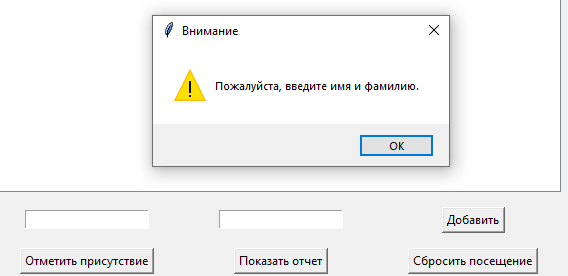 Внимание
Пожалуйста, введите имя и фамилию.
OK
Добавить
Отметить присутствие
Показать отчет
Сбросить посещение